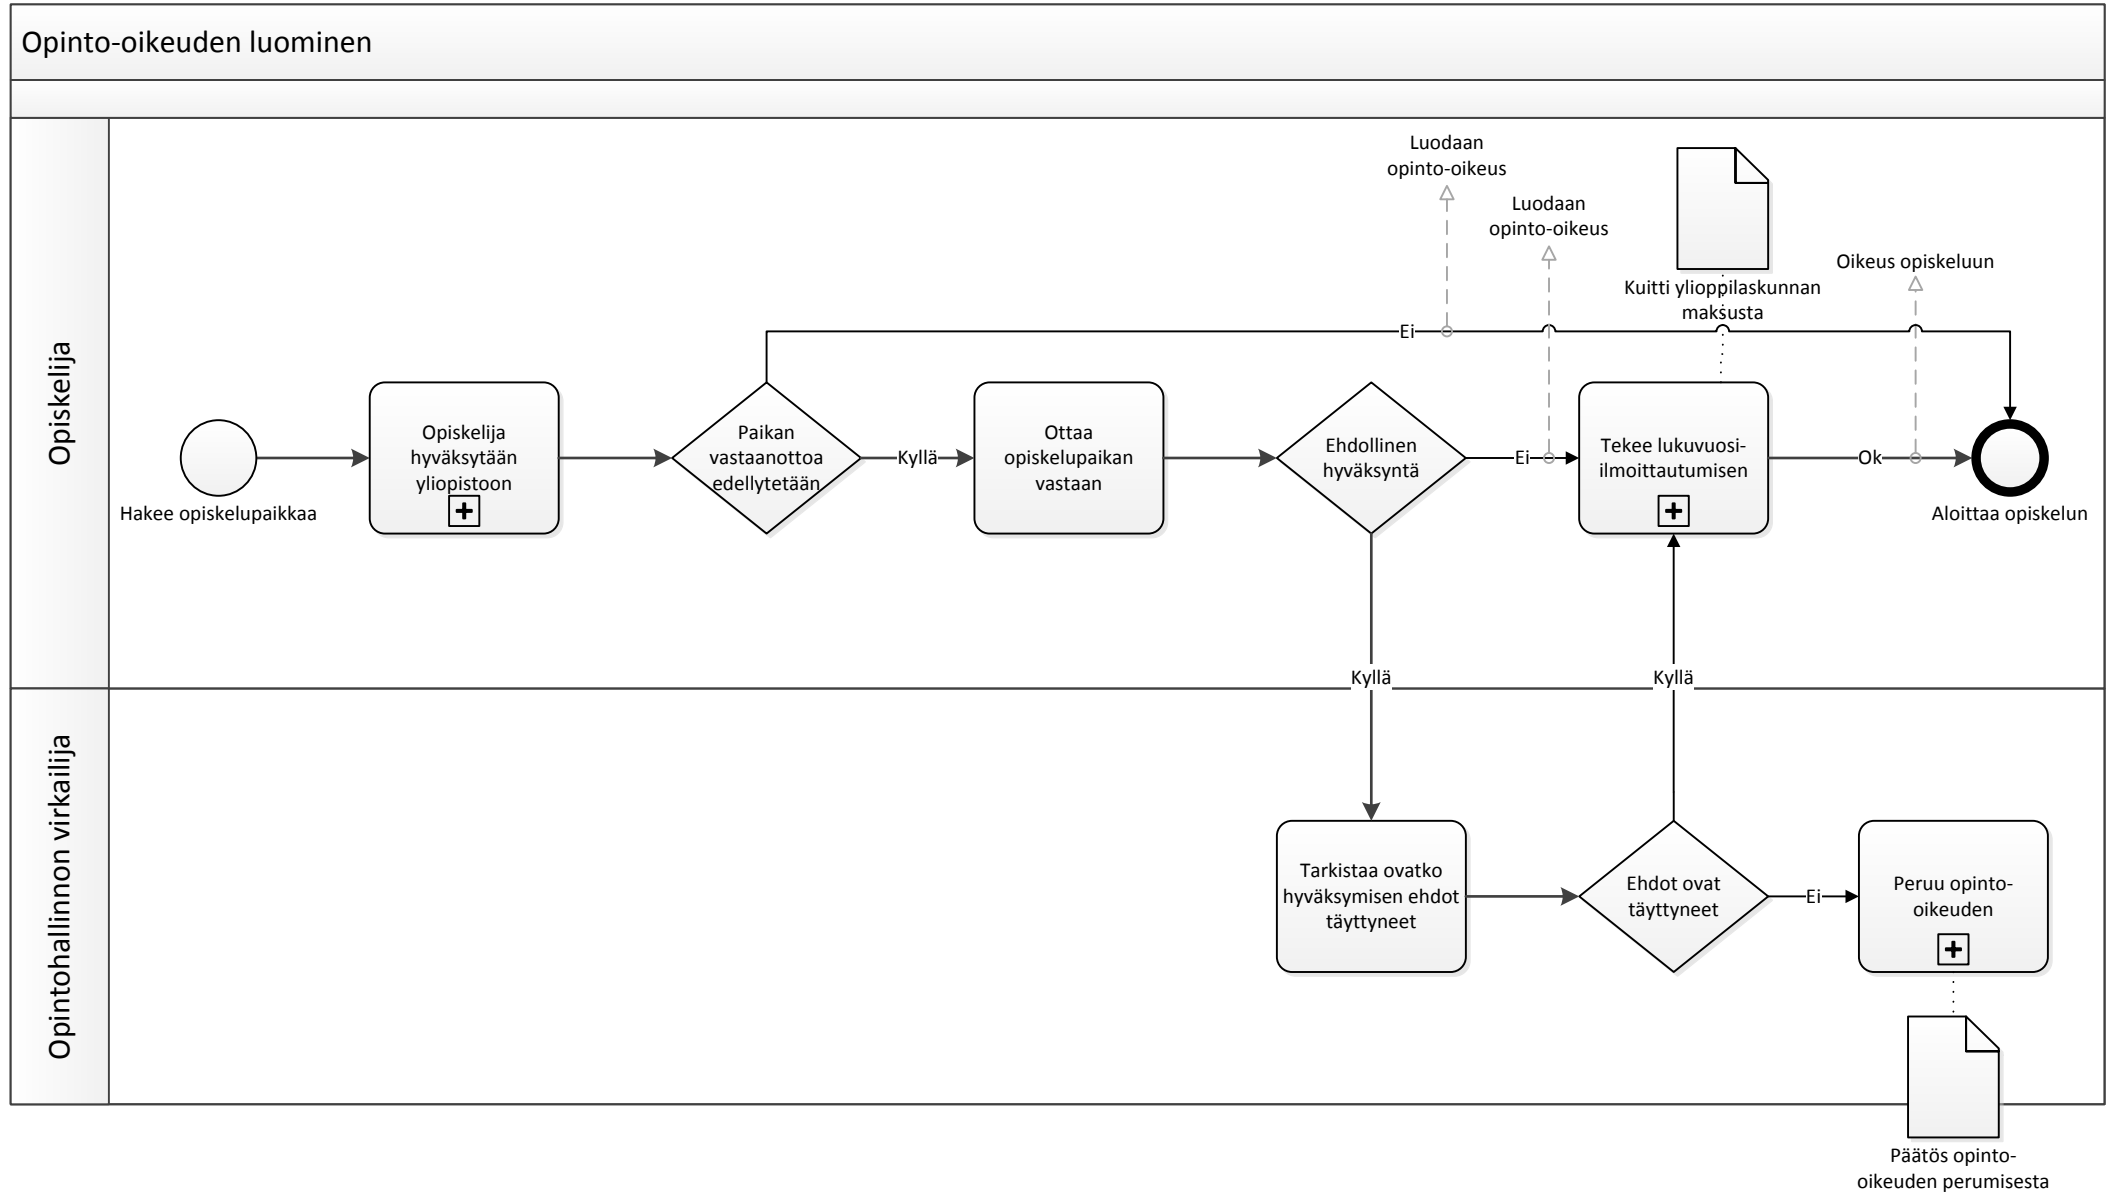 Opinto-oikeuden luominen
Opiskelija
Luodaan
opinto-oikeus
Luodaan
opinto-oikeus
Kuitti ylioppilaskunnan
maksusta
Oikeus opiskeluun
Ei
Hakee opiskelupaikkaa
Opiskelija
hyväksytään
yliopistoon
Paikan
vastaanottoa
edellytetään
Kyllä
Ottaa
opiskelupaikan
vastaan
Ehdollinen
hyväksyntä
Ei
Tekee lukuvuosi-
ilmoittautumisen
Ok
Aloittaa opiskelun
Kyllä
Kyllä
Opintohallinnon virkailija
Tarkistaa ovatko
hyväksymisen ehdot
täyttyneet
Ehdot ovat
täyttyneet
Ei
Peruu opinto-
oikeuden
Päätös opinto-
oikeuden perumisesta